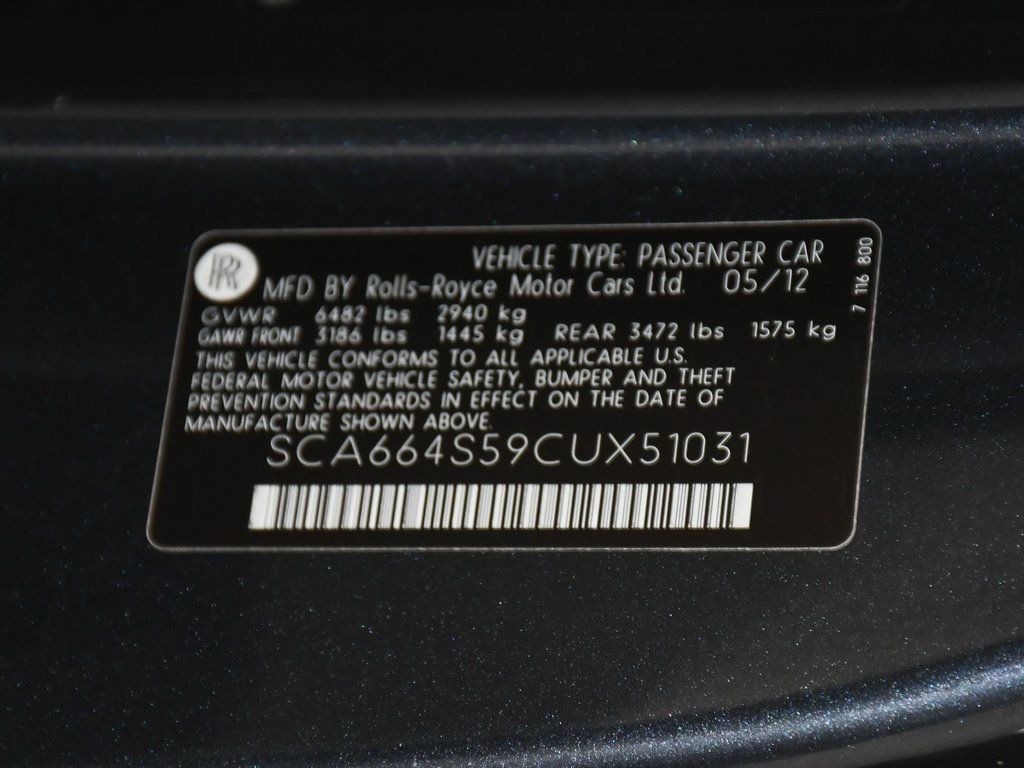 RR
VEHICLE TYPE: PASSENGER CAR
MFD BY Rolls-Royce Motor Cars Ltd. 05/12
GVWR 6482 lbs 2940 kg
GAWR FRONT 3186 lbs 1445 kg REAR 3472 lbs 1575 kg
THIS VEHICLE CONFORMS TO ALL APPLICABLE U.S.
FEDERAL MOTOR VEHICLE SAFETY, BUMPER AND THEFT
PREVENTION STANDARDS IN EFFECT ON THE DATE OF
MANUFACTURE SHOWN ABOVE.
SCA664S59CUX51031
7 116 800